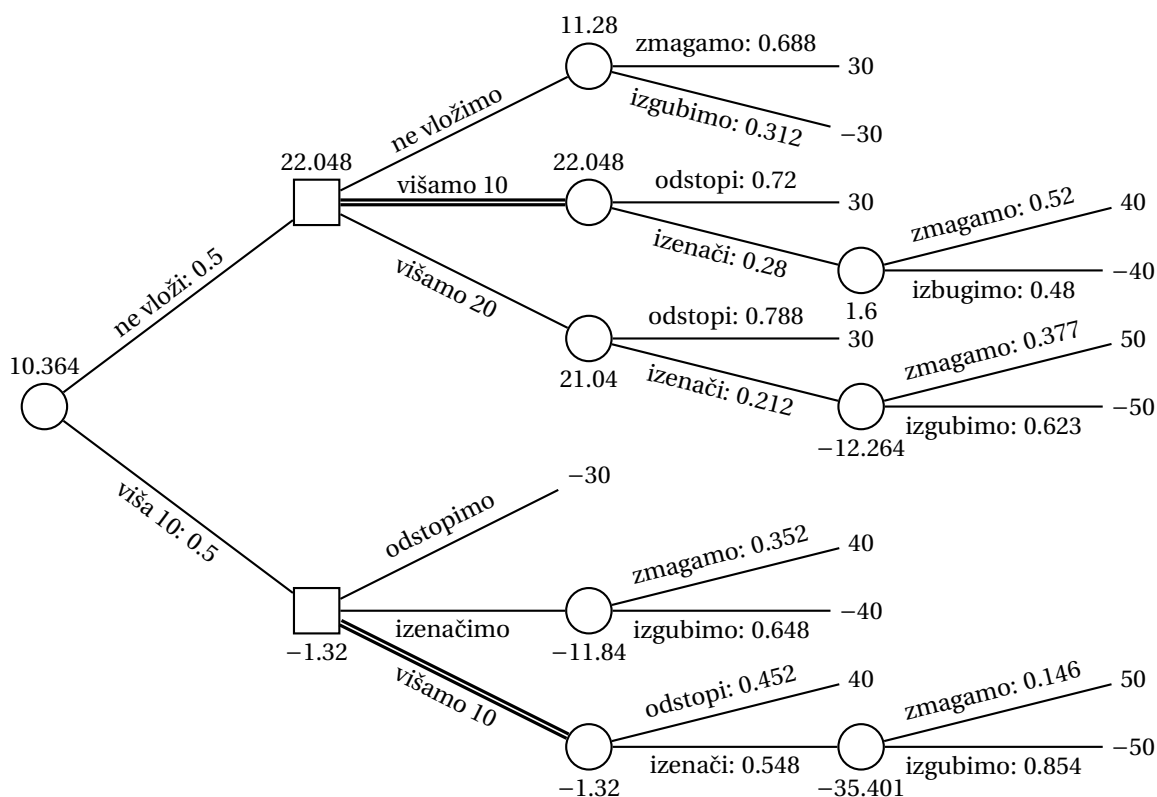 11.28
zmagamo: 0.688
30
izgubimo: 0.312
−30
ne vložimo
22.048
višamo 10
22.048
odstopi: 0.72
30
izenači: 0.28
zmagamo: 0.52
40
−40
izbugimo: 0.48
1.6
višamo 20
odstopi: 0.788
30
21.04
izenači: 0.212
zmagamo: 0.377
50
−50
izgubimo: 0.623
−12.264
ne vloži: 0.5
10.364
viša 10: 0.5
odstopimo
−30
−1.32
izenačimo
zmagamo: 0.352
40
−40
izgubimo: 0.648
−11.84
višamo 10
odstopi: 0.452
40
−1.32
izenači: 0.548
zmagamo: 0.146
50
−50
izgubimo: 0.854
−35.401